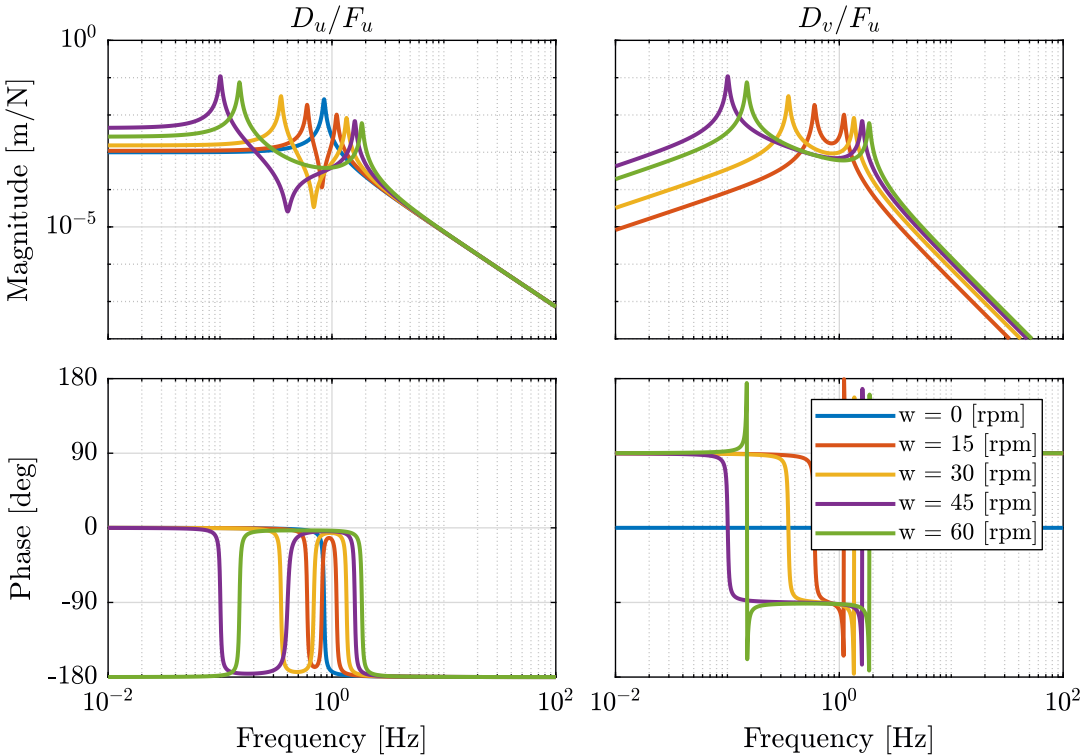 D_u/F_u
D_v/F_u
10^0
10^{-5}
Magnitude [m/N]
180
90
0
-90
-180
Phase [deg]
10^{-2} 10^0 10^2
Frequency [Hz]
w = 0 [rpm]
w = 15 [rpm]
w = 30 [rpm]
w = 45 [rpm]
w = 60 [rpm]
10^{-2} 10^0 10^2
Frequency [Hz]